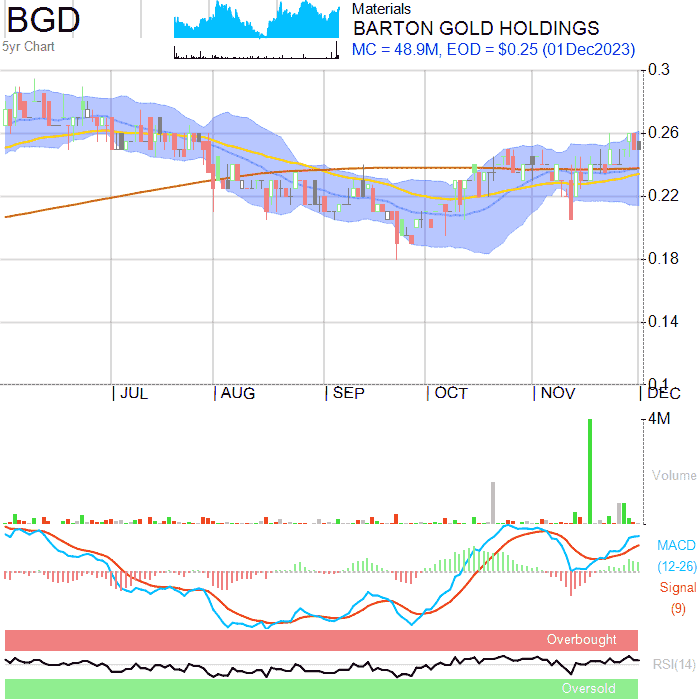 BGD
5yr Chart
Materials
BARTON GOLD HOLDINGS
MC = 48.9M, EOD = $0.25 (01Dec2023)
0.3
0.26
0.22
0.18
0.14
0.1
JUL AUG SEP OCT NOV DEC
4M
Volume
MACD
(12-26)
Signal
(9)
Overbought
RSI(14)
Oversold